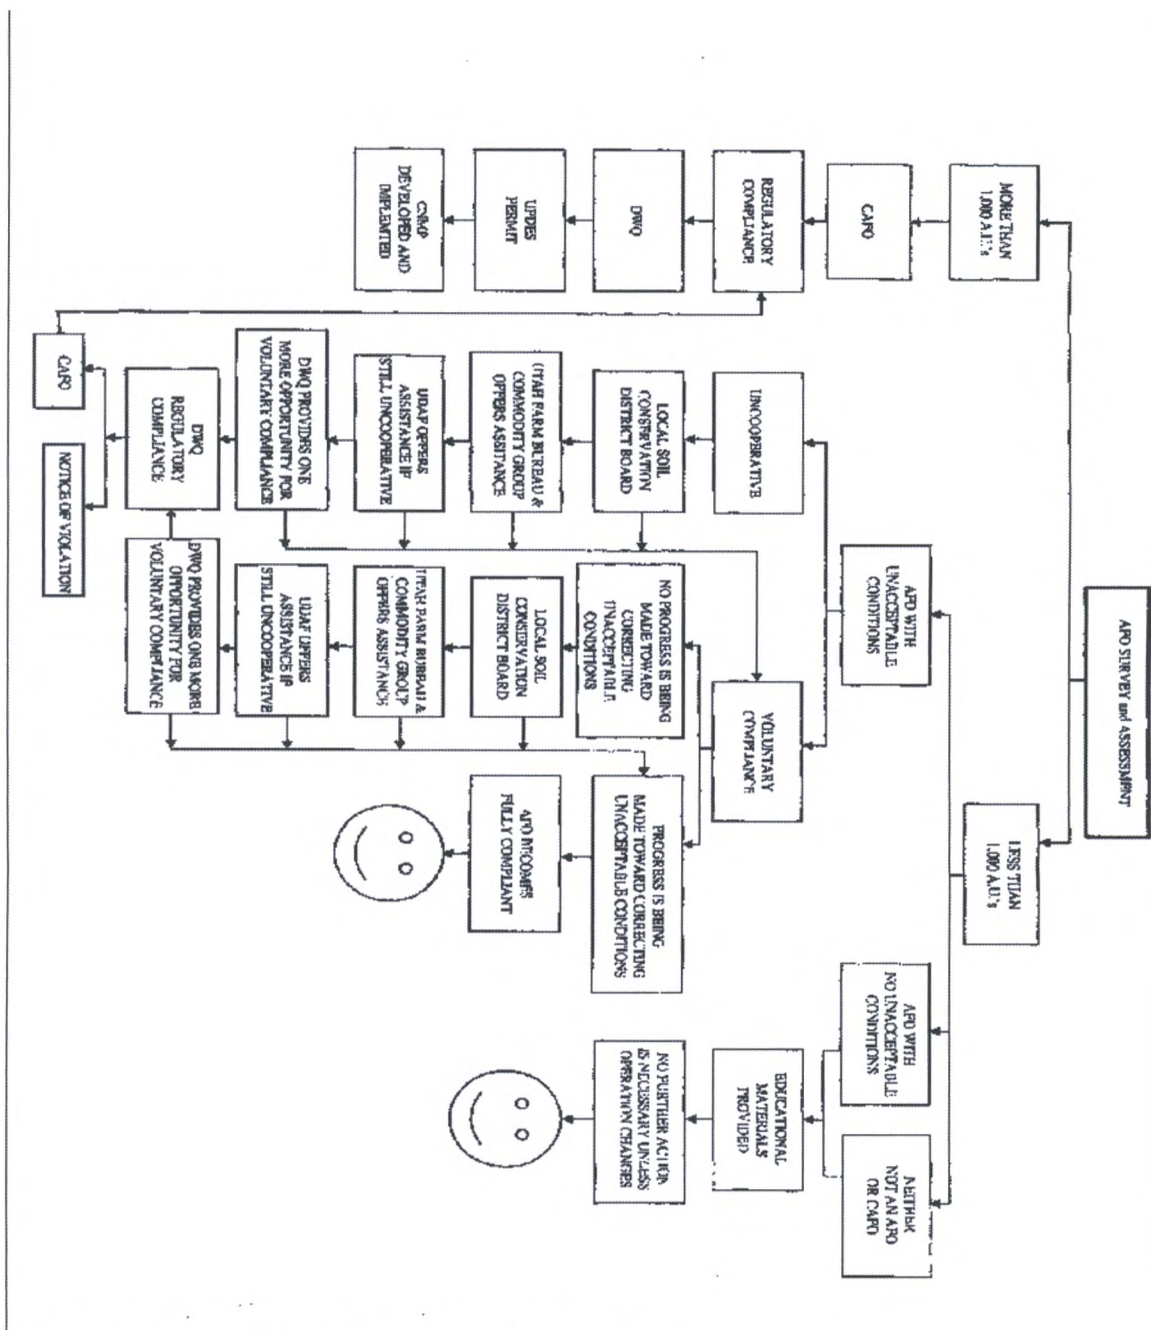 AFO SURVEY and ASSESSMENT
MORE THAN
1,000 A.U.'s
LESS THAN
1,000 A.U.'s
CAFO
AFO WITH
UNACCEPTABLE
CONDITIONS
AFO WITH
NO UNACCEPTABLE
CONDITIONS
NEITHER
NOT AN AFO
OR CAFO
REGULATORY
COMPLIANCE
UNCOOPERATIVE
VOLUNTARY
COMPLIANCE
EDUCATIONAL
MATERIALS
PROVIDED
DWQ
LOCAL SOIL
CONSERVATION
DISTRICT BOARD
NO PROGRESS IS BEING
MADE TOWARD
CORRECTING
UNACCEPTABLE
CONDITIONS
PROGRESS IS BEING
MADE TOWARD CORRECTING
UNACCEPTABLE CONDITIONS
NO FURTHER ACTION
IS NECESSARY UNLESS
OPERATION CHANGES
UPDES
PERMIT
UTAH FARM BUREAU &
COMMODITY GROUP
OFFERS ASSITANCE
LOCAL SOIL
CONSERVATION
DISTRICT BOARD
AFO BECOMES
FULLY COMPLIANT
CNMP
DEVELOPED AND
IMPLEMTED
UDAF OFFERS
ASSISTANCE IF
STILL UNCOOPERATIVE
UTAH FARM BUREAU &
COMMODITY GROUP
OFFERS ASSISTANCE
DWQ PROVIDES ONE
MORE OPPORTUNITY FOR
VOLUNTARY COMPLIANCE
UDAF OFFERS
ASSISTANCE IF
STILL UNCOOPERATIVE
DWQ
REGULATORY
COMPLIANCE
DWQ PROVIDES ONE MORE
OPPORTUNITY FOR
VOLUNTARY COMPLIANCE
CAFO
NOTICE OF VIOLATION